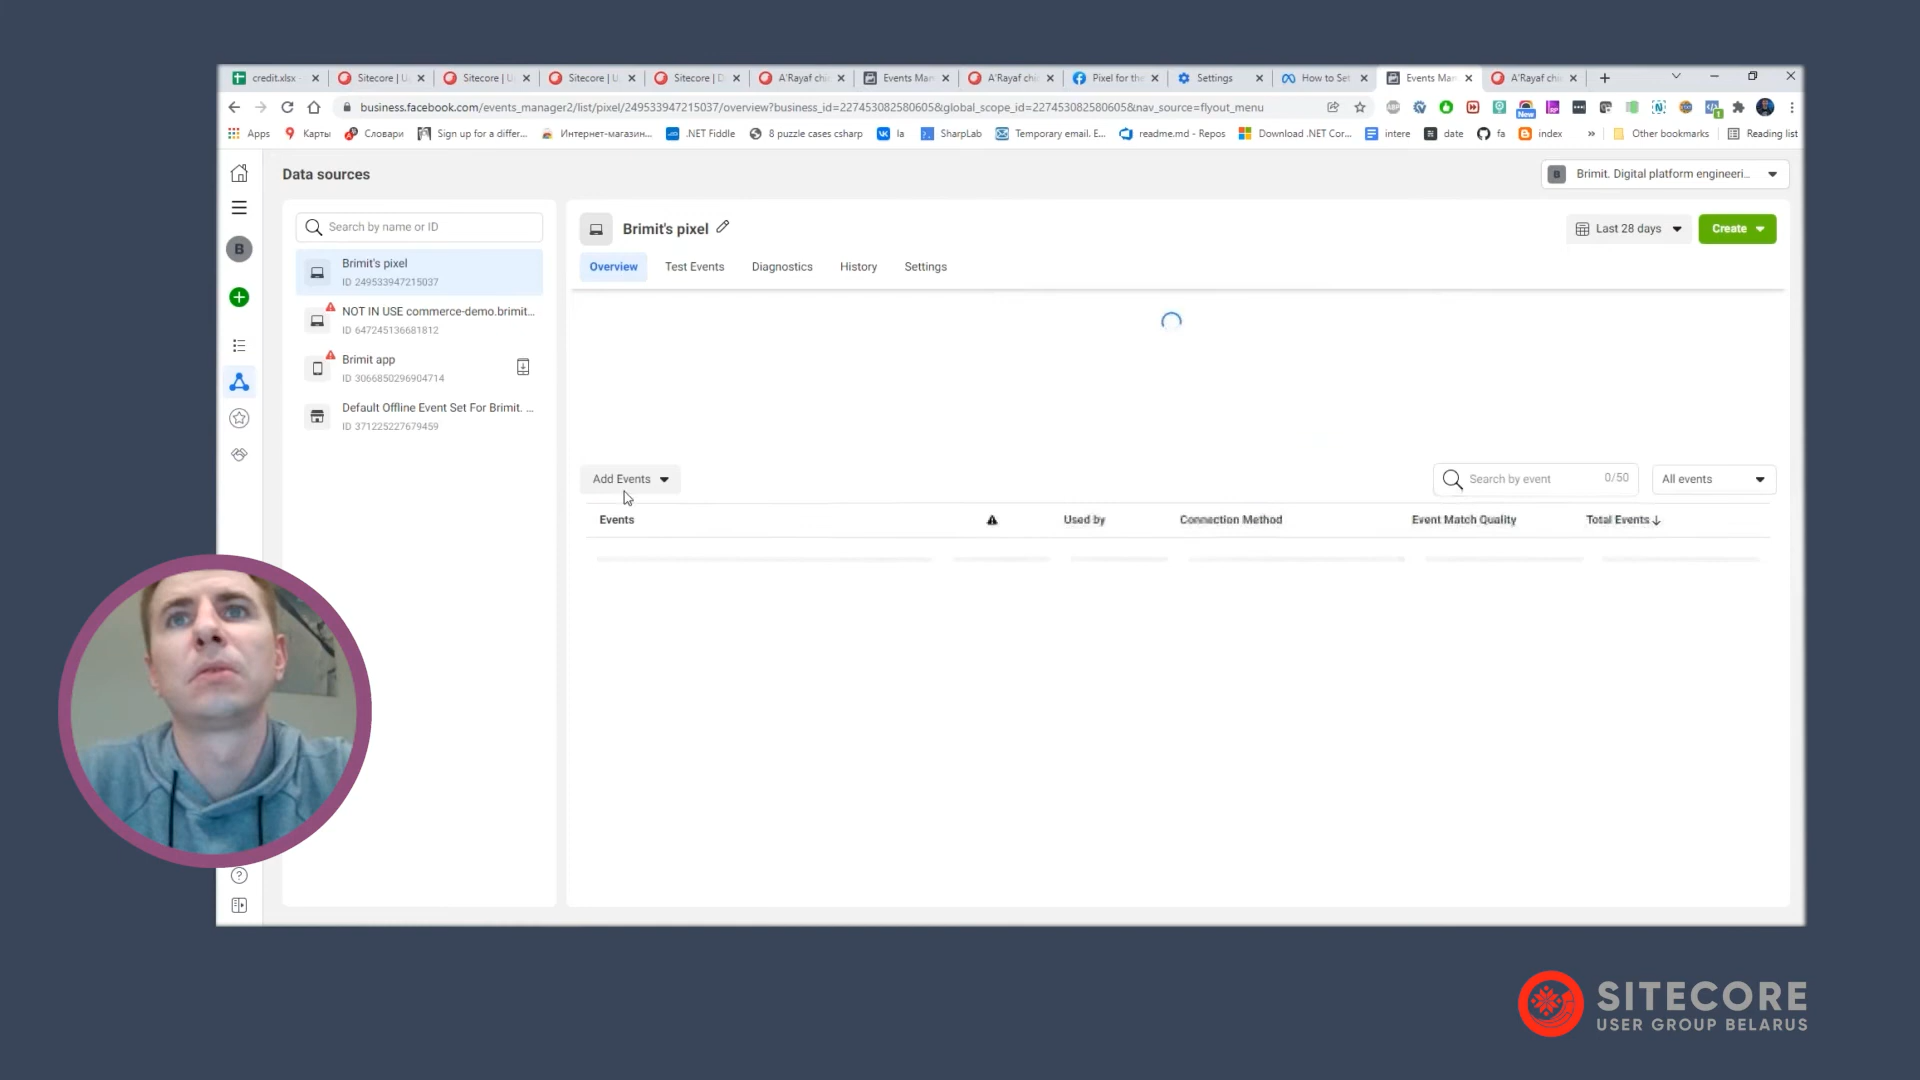 credit.xlsx
Sitecore | U
Sitecore | U
Sitecore | U
Sitecore | D
A'Rayaf chi
Events Man
A'Rayaf chi
Pixel for the
Settings
How to Set
Events Man
A'Rayaf chi
business.facebook.com/events_manager2/list/pixel/249533947215037/overview?business_id=227453082580605&global_scope_id=227453082580605&nav_source=flyout_menu
New
1
Apps
Карты
Словари
Sign up for a differ...
Интернет-магазин...
.NET Fiddle
8 puzzle cases csharp
la
SharpLab
Temporary email. E...
readme.md - Repos
Download .NET Cor...
intere
date
fa
index
»
Other bookmarks
Reading list
Data sources
B
Brimit. Digital platform engineeri...
Search by name or ID
B
Brimit's pixel
ID 249533947215037
NOT IN USE commerce-demo.brimit...
ID 647245136681812
Brimit app
ID 3066850296904714
Default Offline Event Set For Brimit. ...
ID 371225227679459
Brimit's pixel
Last 28 days
Create
Overview
Test Events
Diagnostics
History
Settings
Add Events
Search by event
0/50
All events
Events
Used by
Connection Method
Event Match Quality
Total Events
SITECORE
USER GROUP BELARUS